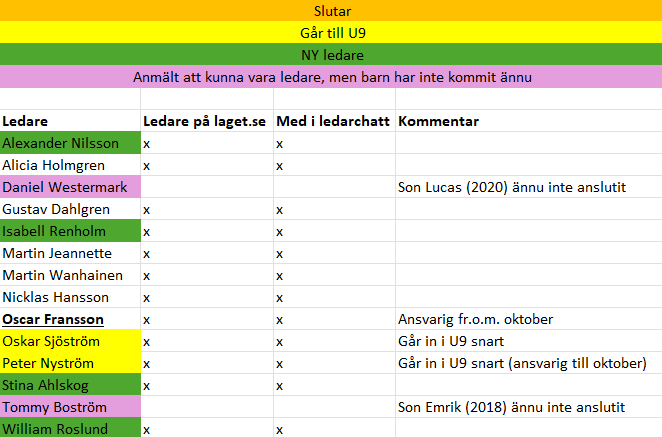 Slutar
Går till U9
NY ledare
Anmält att kunna vara ledare, men barn har inte kommit ännu
Ledare Ledare på laget.se Med i ledarchatt Kommentar
Alexander Nilsson x x
Alicia Holmgren x x
Daniel Westermark Son Lucas (2020) ännu inte anslutit
Gustav Dahlgren x x
Isabell Renholm x x
Martin Jeannette x x
Martin Wanhainen x x
Nicklas Hansson x x
Oscar Fransson x x Ansvarig fr.o.m. oktober
Oskar Sjöström x x Går in i U9 snart
Peter Nyström x x Går in i U9 snart (ansvarig till oktober)
Stina Ahlskog x x
Tommy Boström Son Emrik (2018) ännu inte anslutit
William Roslund x x